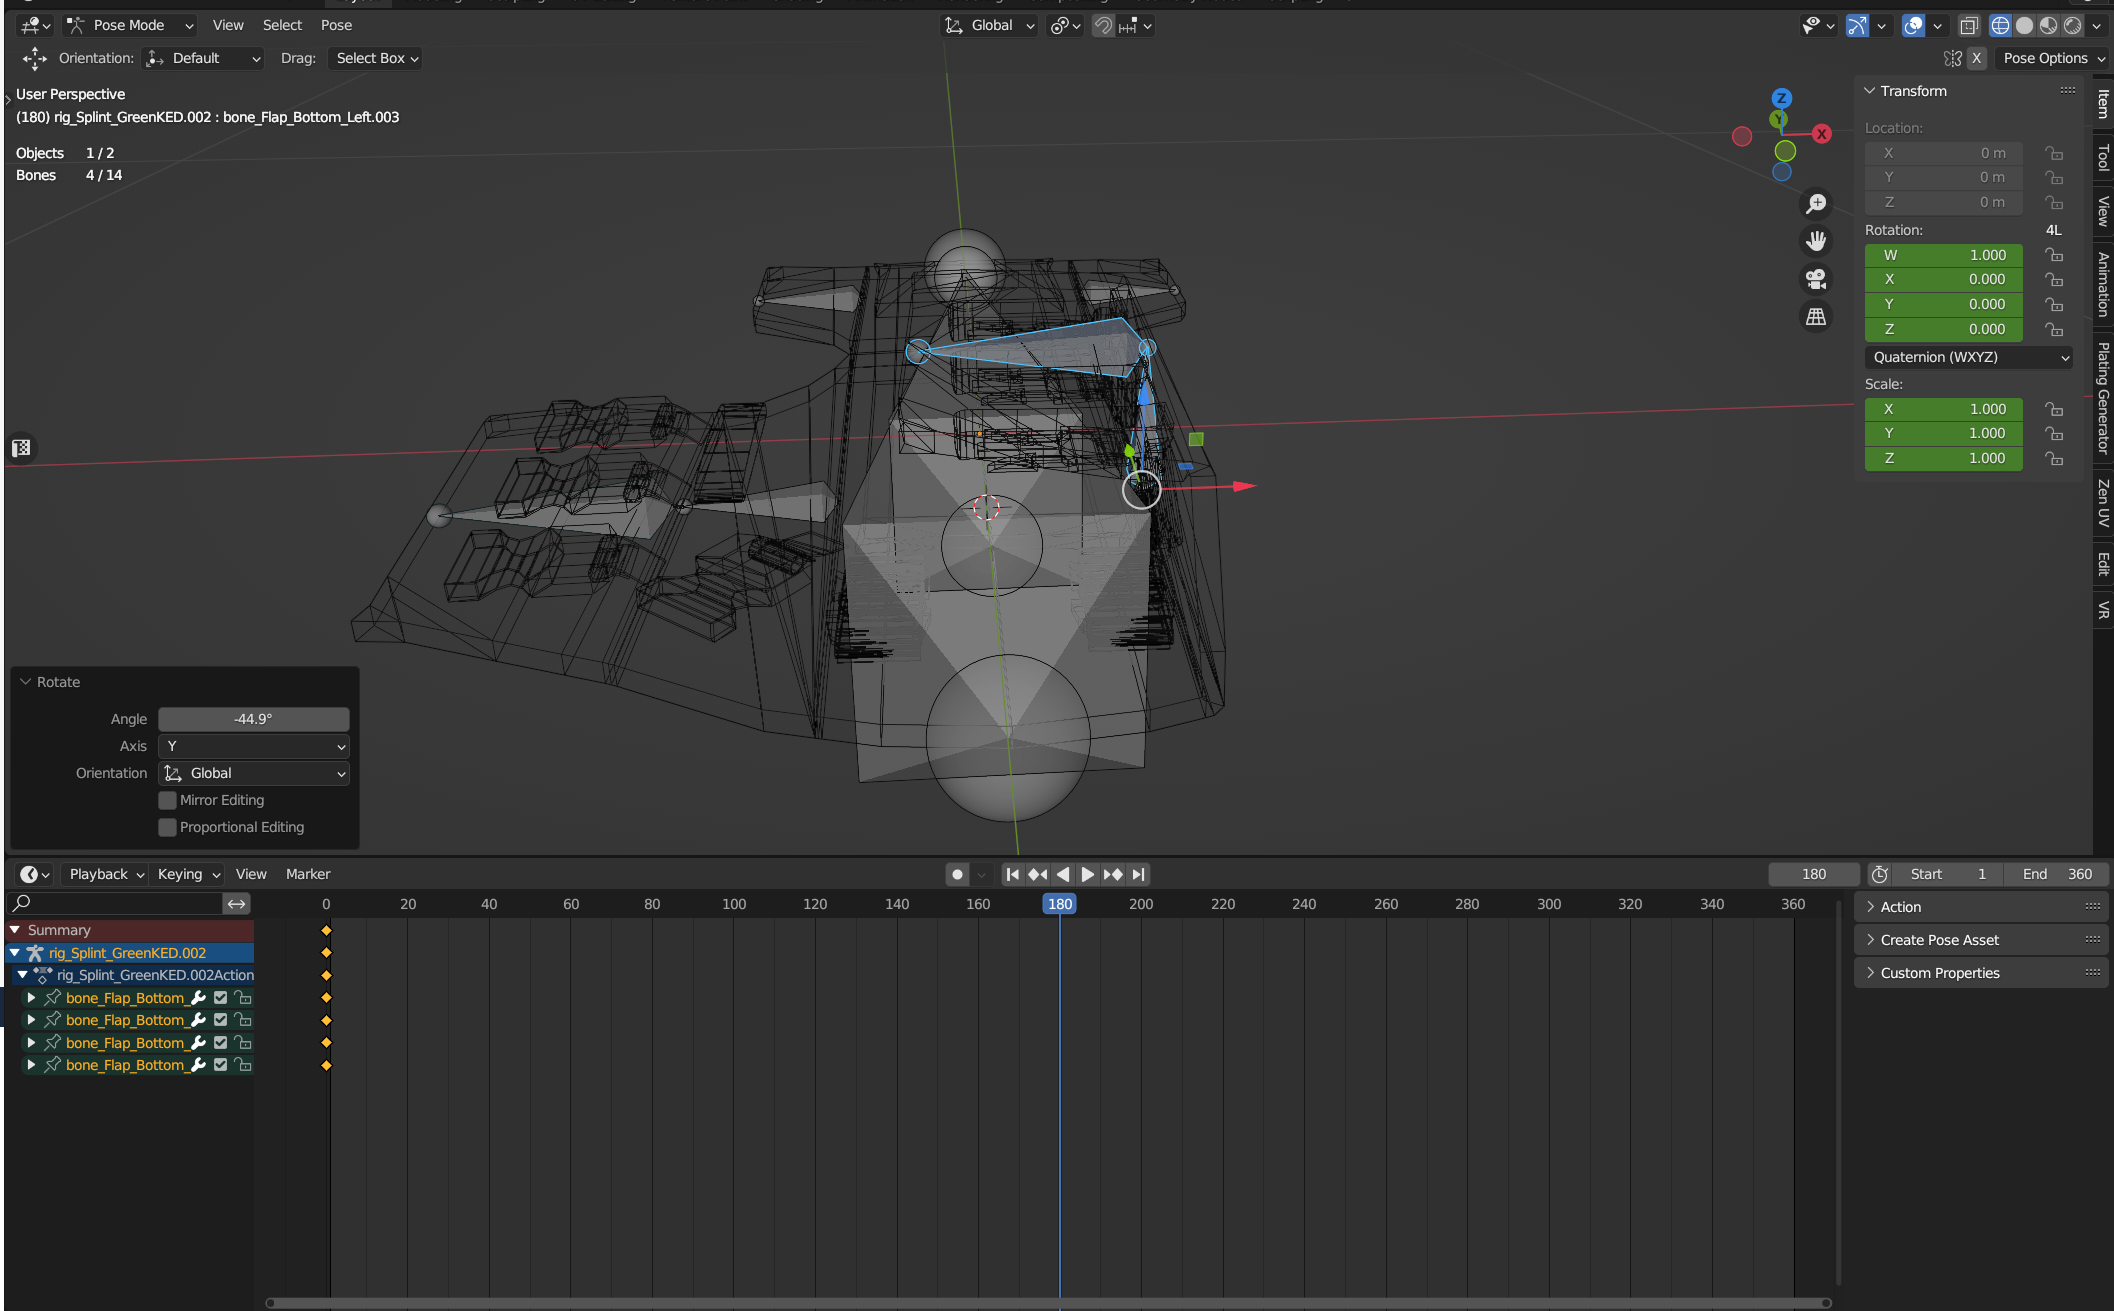 Pose Mode View Select Pose Global
Orientation: Default Drag: Select Box X Pose Options
User Perspective
(180) rig_Splint_GreenKED.002 : bone_Flap_Bottom_Left.003
Objects 1 / 2
Bones 4 / 14
Z
Y
X
Transform
Location:
X 0 m
Y 0 m
Z 0 m
Rotation: 4L
W 1.000
X 0.000
Y 0.000
Z 0.000
Quaternion (WXYZ)
Scale:
X 1.000
Y 1.000
Z 1.000
Item
Tool
View
Animation
Plating Generator
Zen UV
Edit
VR
Rotate
Angle -44.9°
Axis Y
Orientation Global
Mirror Editing
Proportional Editing
Playback Keying View Marker 180 Start 1 End 360
0 20 40 60 80 100 120 140 160 180 200 220 240 260 280 300 320 340 360
Summary
rig_Splint_GreenKED.002
rig_Splint_GreenKED.002Action
bone_Flap_Bottom_
bone_Flap_Bottom_
bone_Flap_Bottom_
bone_Flap_Bottom_
Action
Create Pose Asset
Custom Properties